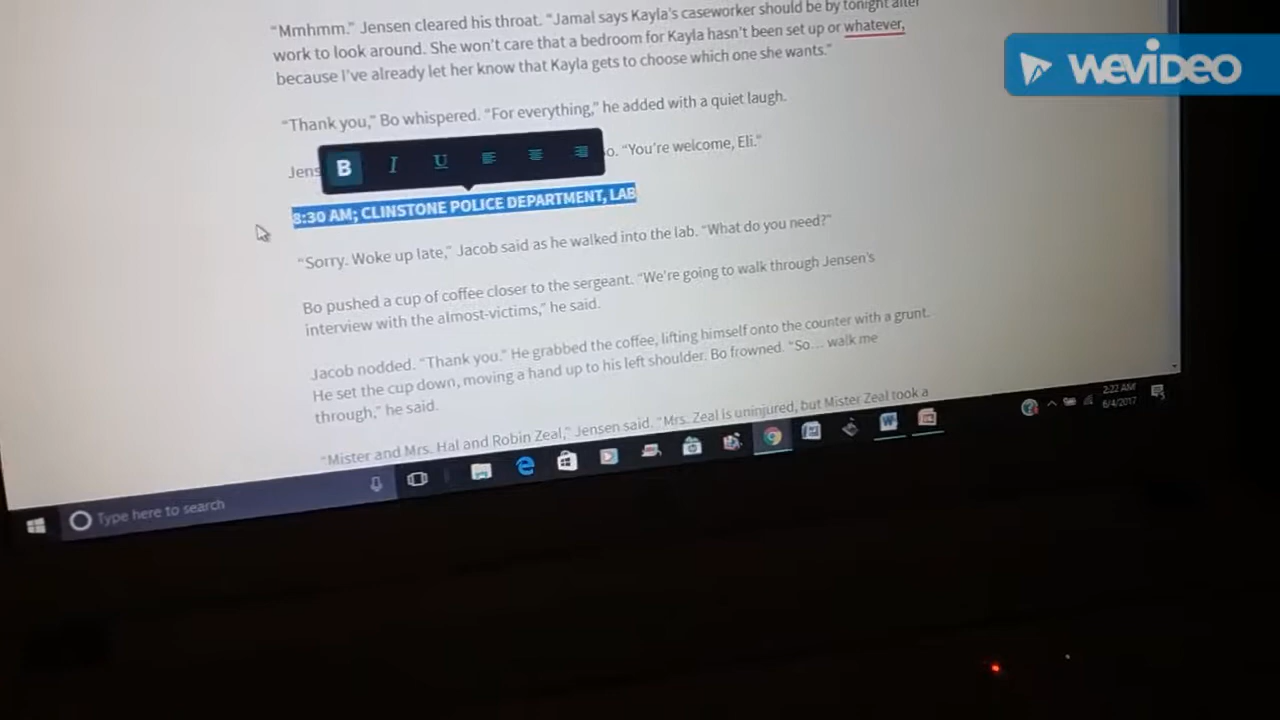 “Mmhmm.” Jensen cleared his throat. “Jamal says Kayla’s caseworker should be by tonight after
work to look around. She won’t care that a bedroom for Kayla hasn’t been set up or whatever,
because I’ve already let her know that Kayla gets to choose which one she wants.”
WeVideo
“Thank you,” Bo whispered. “For everything,” he added with a quiet laugh.
B I U
Jens o. “You’re welcome, Eli.”
8:30 AM; CLINSTONE POLICE DEPARTMENT, LAB
“Sorry. Woke up late,” Jacob said as he walked into the lab. “What do you need?”
Bo pushed a cup of coffee closer to the sergeant. “We’re going to walk through Jensen’s
interview with the almost-victims,” he said.
Jacob nodded. “Thank you.” He grabbed the coffee, lifting himself onto the counter with a grunt.
He set the cup down, moving a hand up to his left shoulder. Bo frowned. “So… walk me
through,” he said.
“Mister and Mrs. Hal and Robin Zeal,” Jensen said. “Mrs. Zeal is uninjured, but Mister Zeal took a
Type here to search
2:22 AM
6/4/2017